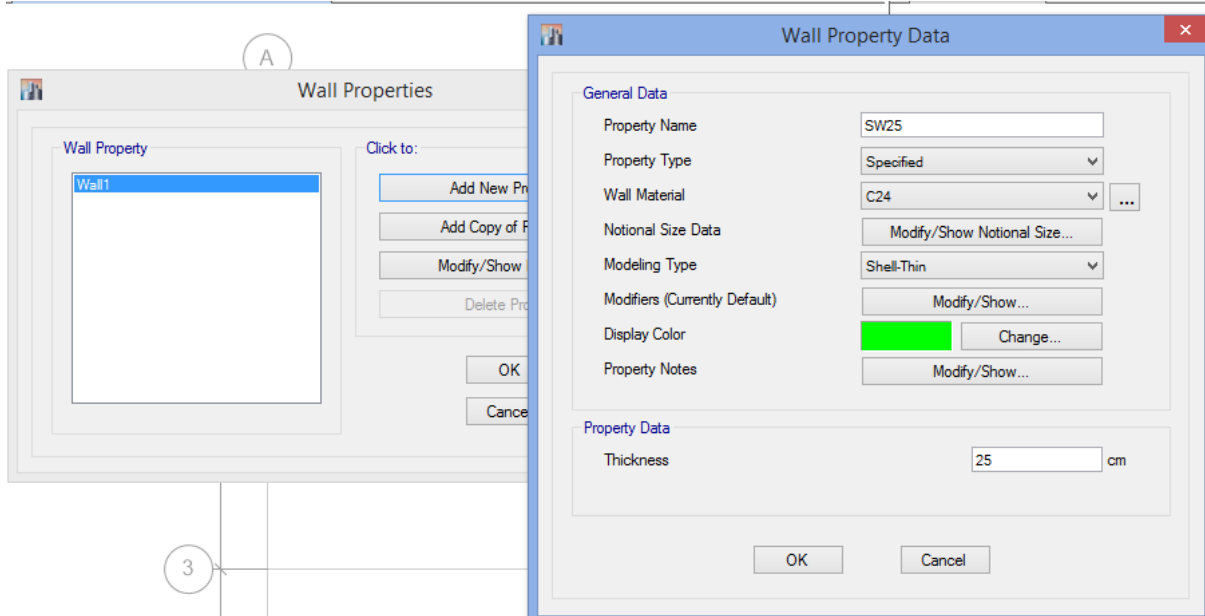 A
Wall Properties
Wall Property
Wall1
Click to:
Add New Pr
Add Copy of P
Modify/Show
Delete Pro
OK
Cance
3
Wall Property Data
General Data
Property Name SW25
Property Type Specified
Wall Material C24 ...
Notional Size Data Modify/Show Notional Size...
Modeling Type Shell-Thin
Modifiers (Currently Default) Modify/Show...
Display Color Change...
Property Notes Modify/Show...
Property Data
Thickness 25 cm
OK Cancel